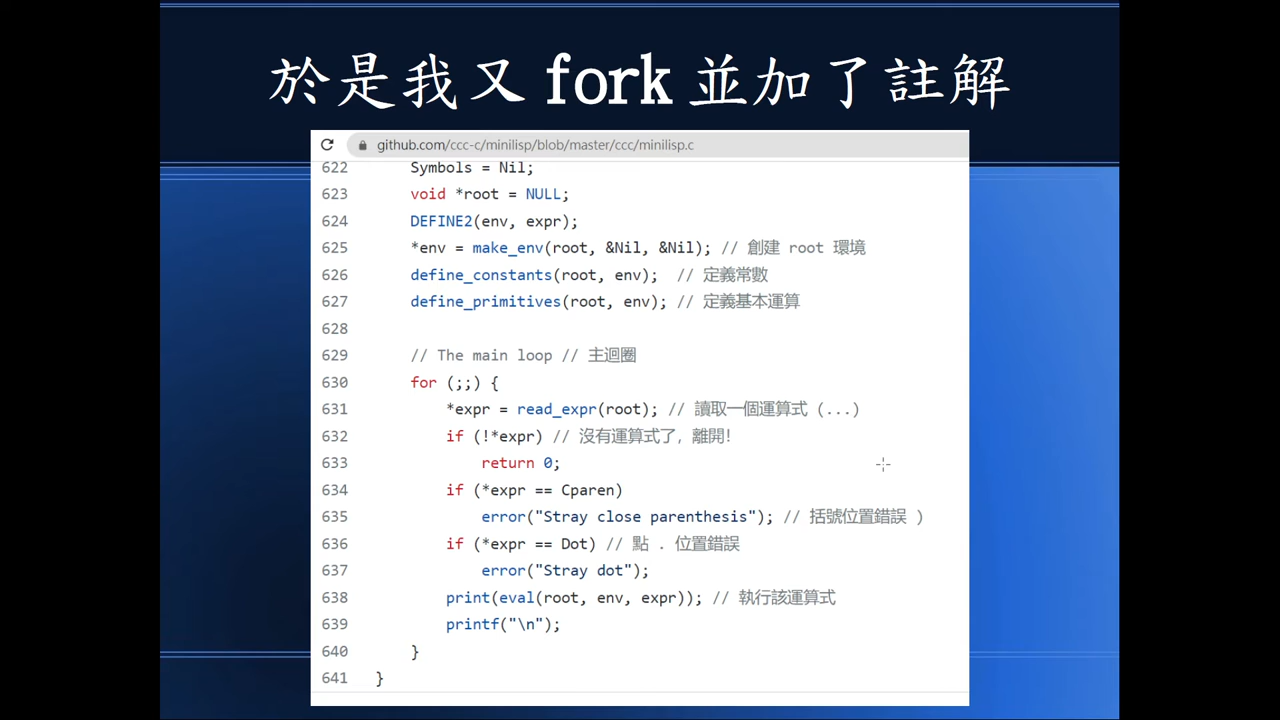 於是我又 fork 並加了註解
github.com/ccc-c/minilisp/blob/master/ccc/minilisp.c
622 Symbols = Nil;
623 void *root = NULL;
624 DEFINE2(env, expr);
625 *env = make_env(root, &Nil, &Nil); // 創建 root 環境
626 define_constants(root, env);  // 定義常數
627 define_primitives(root, env); // 定義基本運算
628
629 // The main loop // 主迴圈
630 for (;;) {
631 *expr = read_expr(root); // 讀取一個運算式 (...)
632 if (!*expr) // 沒有運算式了, 離開!
633 return 0;
634 if (*expr == Cparen)
635 error("Stray close parenthesis"); // 括號位置錯誤 )
636 if (*expr == Dot) // 點 . 位置錯誤
637 error("Stray dot");
638 print(eval(root, env, expr)); // 執行該運算式
639 printf("\n");
640 }
641 }